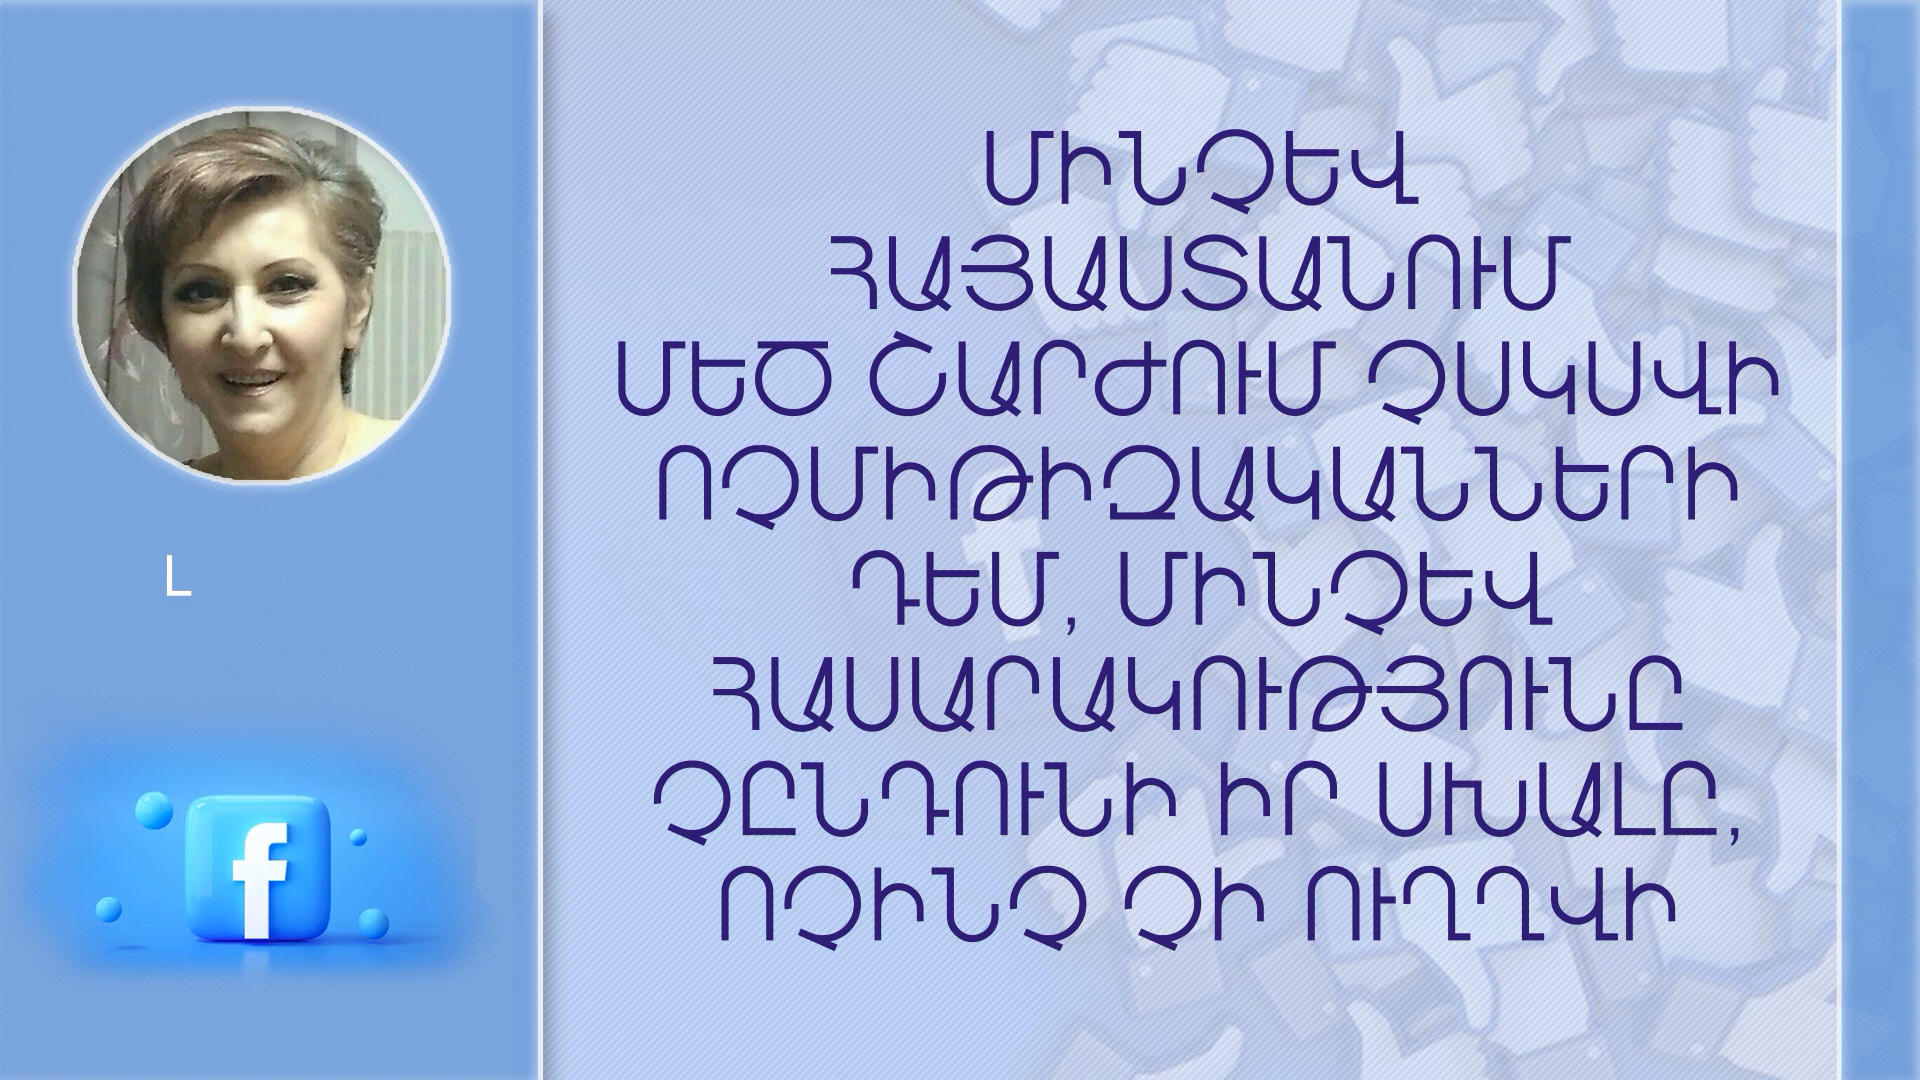 Լ
ՄԻՆՉԵՎ
ՀԱՅԱՍՏԱՆՈՒՄ
ՄԵԾ ՇԱՐԺՈՒՄ ՉՍԿՍՎԻ
ՈՉՄԻԹԻԶԱԿԱՆՆԵՐԻ
ԴԵՄ, ՄԻՆՉԵՎ
ՀԱՍԱՐԱԿՈՒԹՅՈՒՆԸ
ՉԸՆԴՈՒՆԻ ԻՐ ՍԽԱԼԸ,
ՈՉԻՆՉ ՉԻ ՈՒՂՂՎԻ